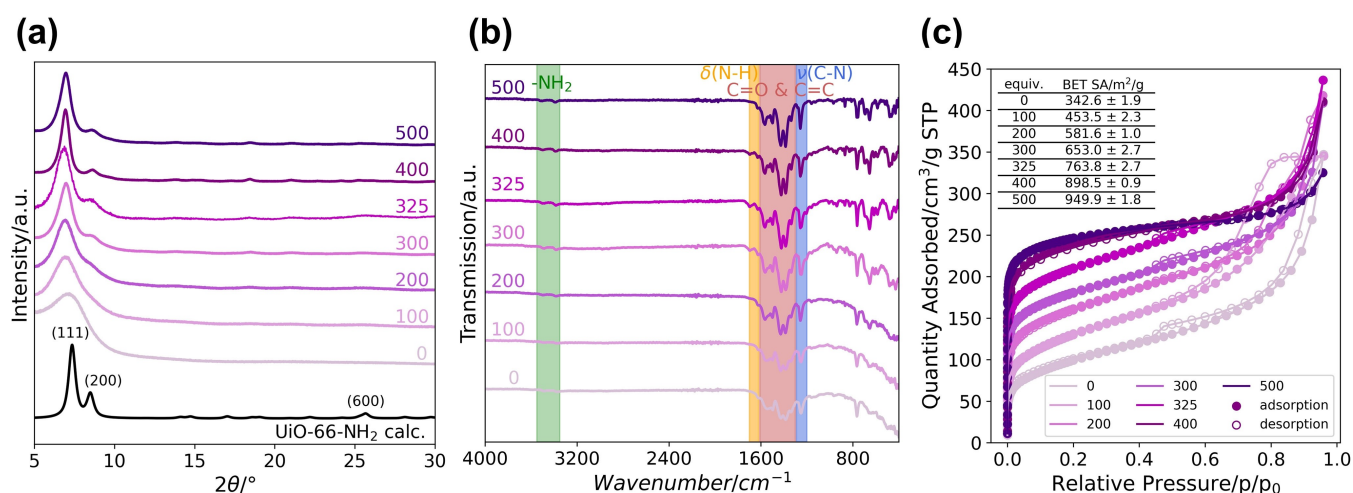 (a)
Intensity/a.u.
500
400
325
300
200
100
0
(111)
(200)
(600)
UiO-66-NH₂ calc.
5 10 15 20 25 30
2θ/°
(b)
Transmission/a.u.
-NH₂
δ(N-H)
ν(C-N)
C=O & C=C
500
400
325
300
200
100
0
4000 3200 2400 1600 800
Wavenumber/cm⁻¹
(c)
Quantity Adsorbed/cm³/g STP
450
400
350
300
250
200
150
100
50
0
equiv. BET SA/m²/g
0 342.6 ± 1.9
100 453.5 ± 2.3
200 581.6 ± 1.0
300 653.0 ± 2.7
325 763.8 ± 2.7
400 898.5 ± 0.9
500 949.9 ± 1.8
0 300 500
100 325 adsorption
200 400 desorption
0.0 0.2 0.4 0.6 0.8 1.0
Relative Pressure/p/p₀